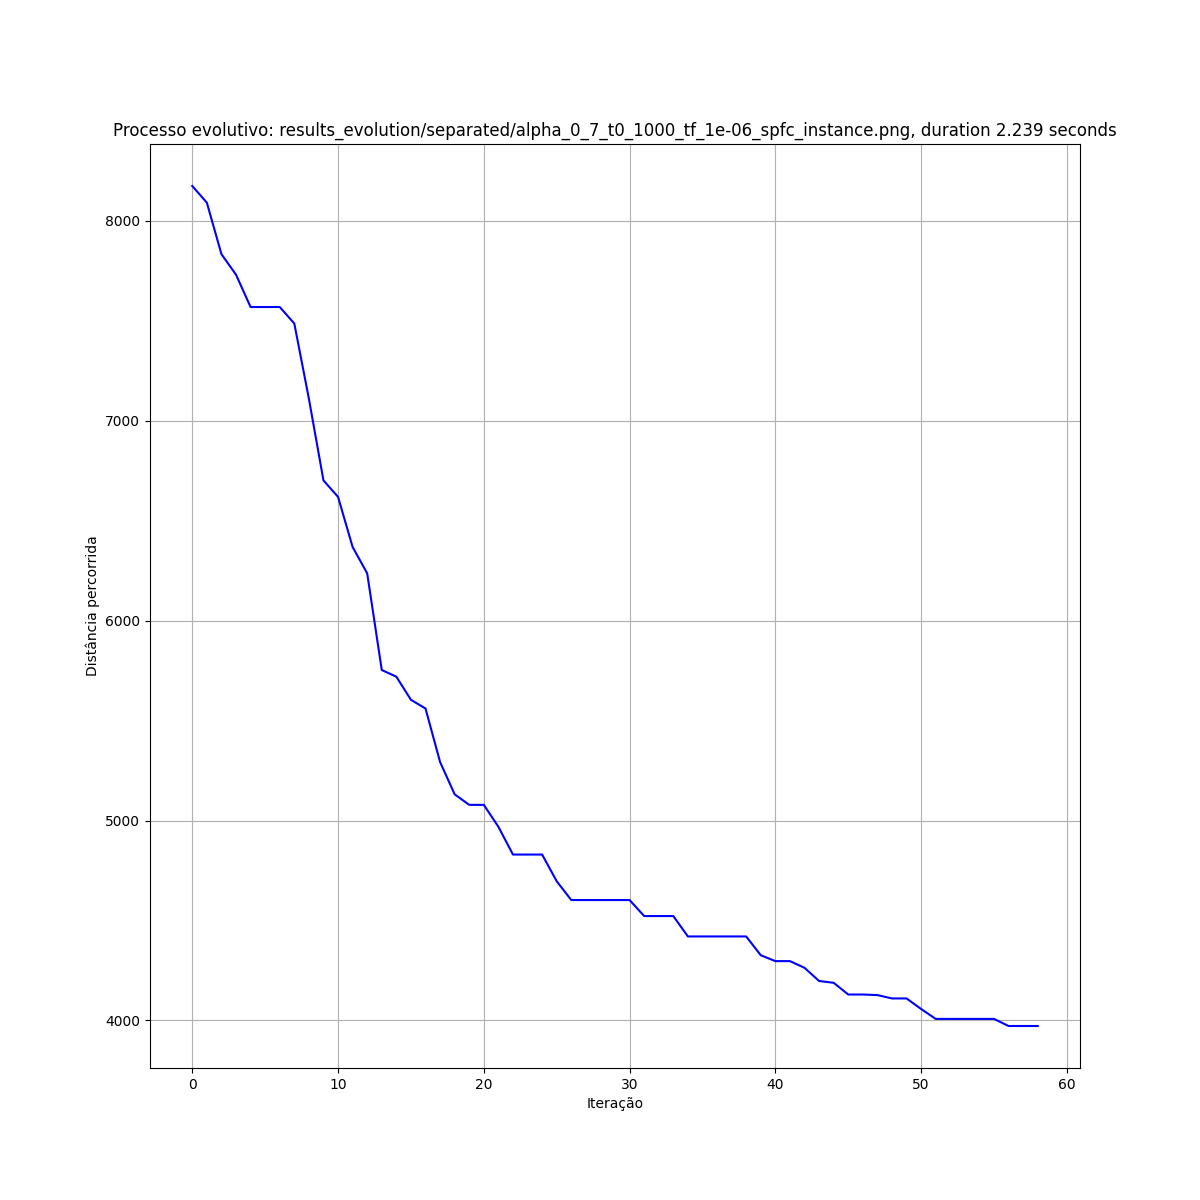 Processo evolutivo: results_evolution/separated/alpha_0_7_t0_1000_tf_1e-06_spfc_instance.png, duration 2.239 seconds
8000
7000
6000
5000
4000
Distância percorrida
0 10 20 30 40 50 60
Iteração